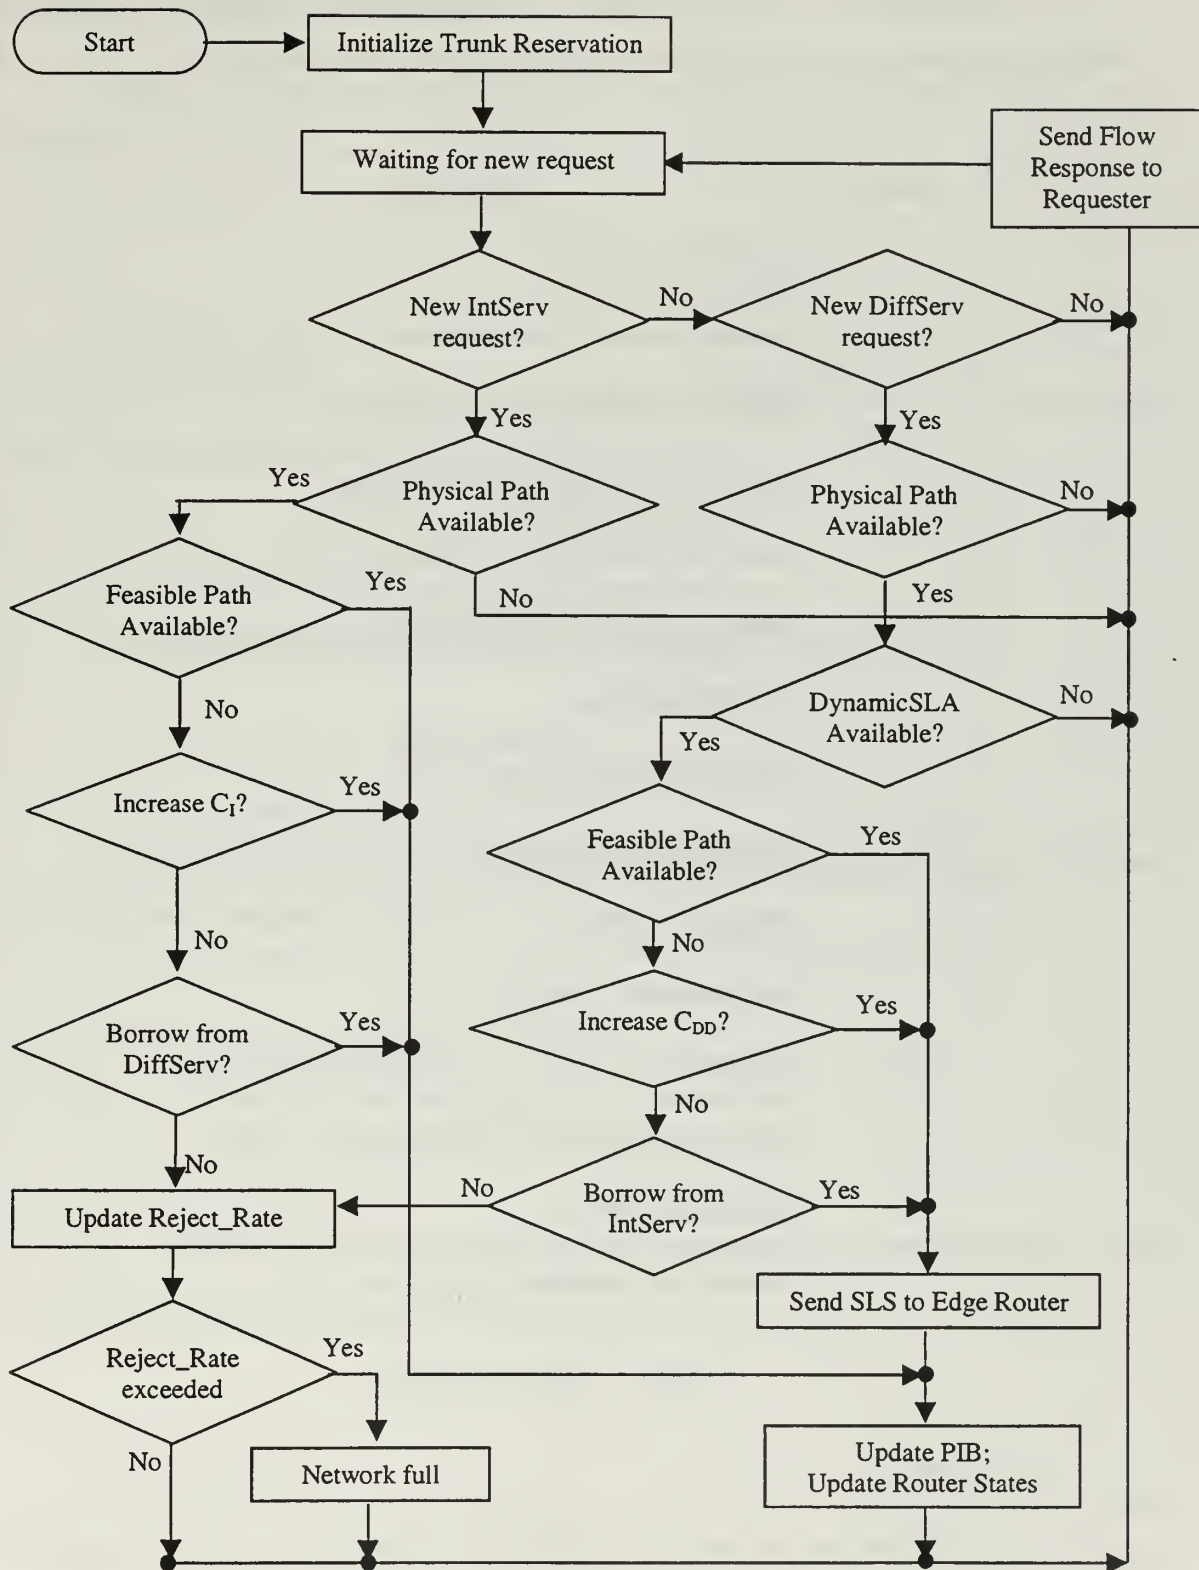 Start
Initialize Trunk Reservation
Waiting for new request
Send Flow
Response to
Requester
New IntServ
request?
No
New DiffServ
request?
No
Yes
Yes
Yes
Physical Path
Available?
Physical Path
Available?
No
Feasible Path
Available?
Yes
No
Yes
No
DynamicSLA
Available?
No
Yes
Increase C_I?
Yes
Feasible Path
Available?
Yes
No
No
Increase C_DD?
Yes
Borrow from
DiffServ?
Yes
No
No
Borrow from
IntServ?
No
Yes
Update Reject_Rate
Send SLS to Edge Router
Reject_Rate
exceeded
Yes
No
Network full
Update PIB;
Update Router States